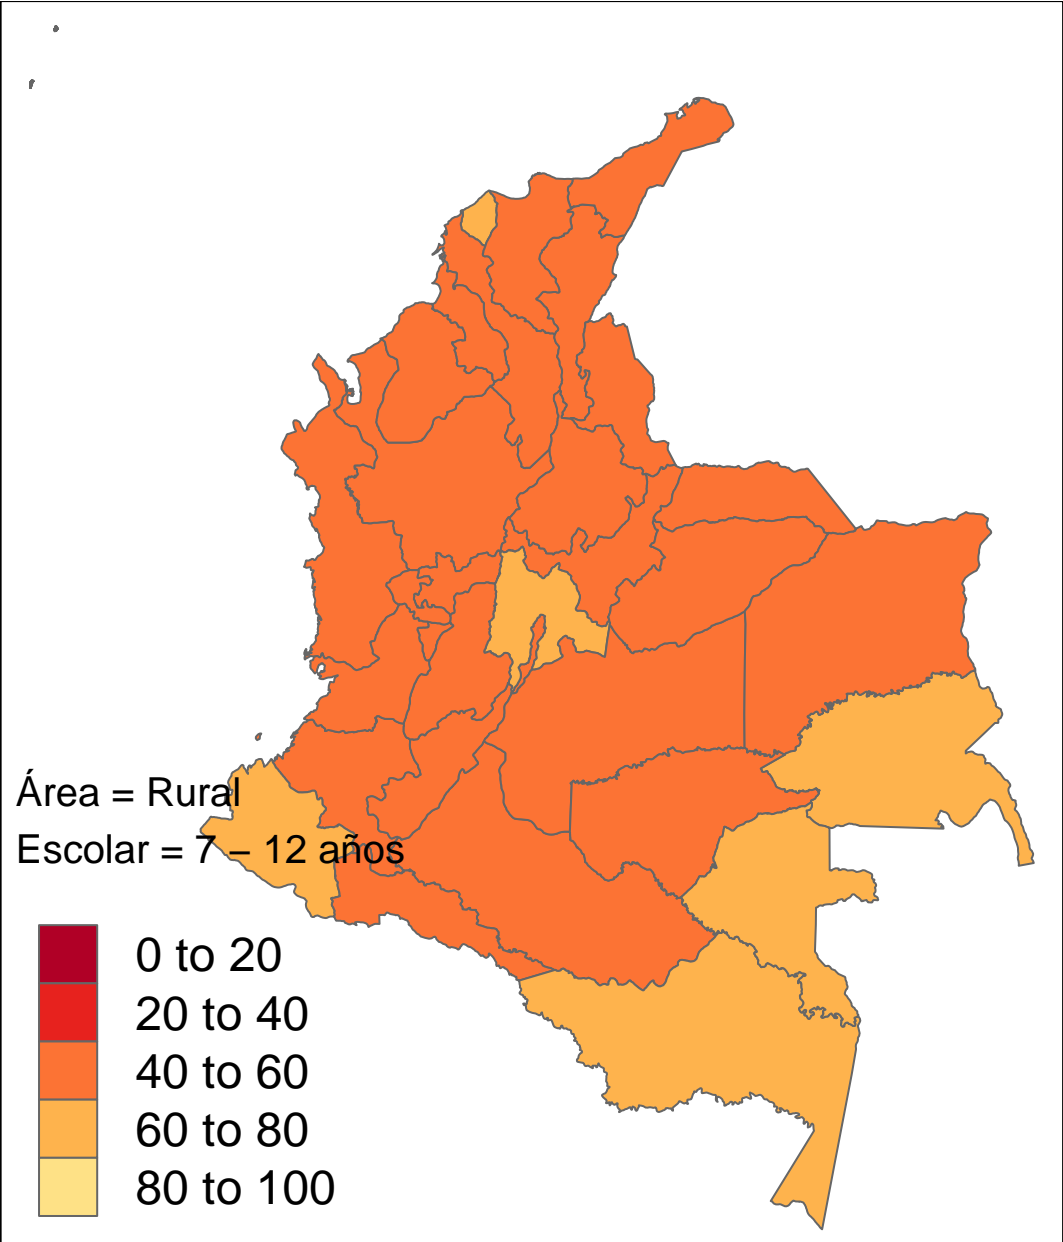 Área = Rural
Escolar = 7 – 12 años
0 to 20
20 to 40
40 to 60
60 to 80
80 to 100